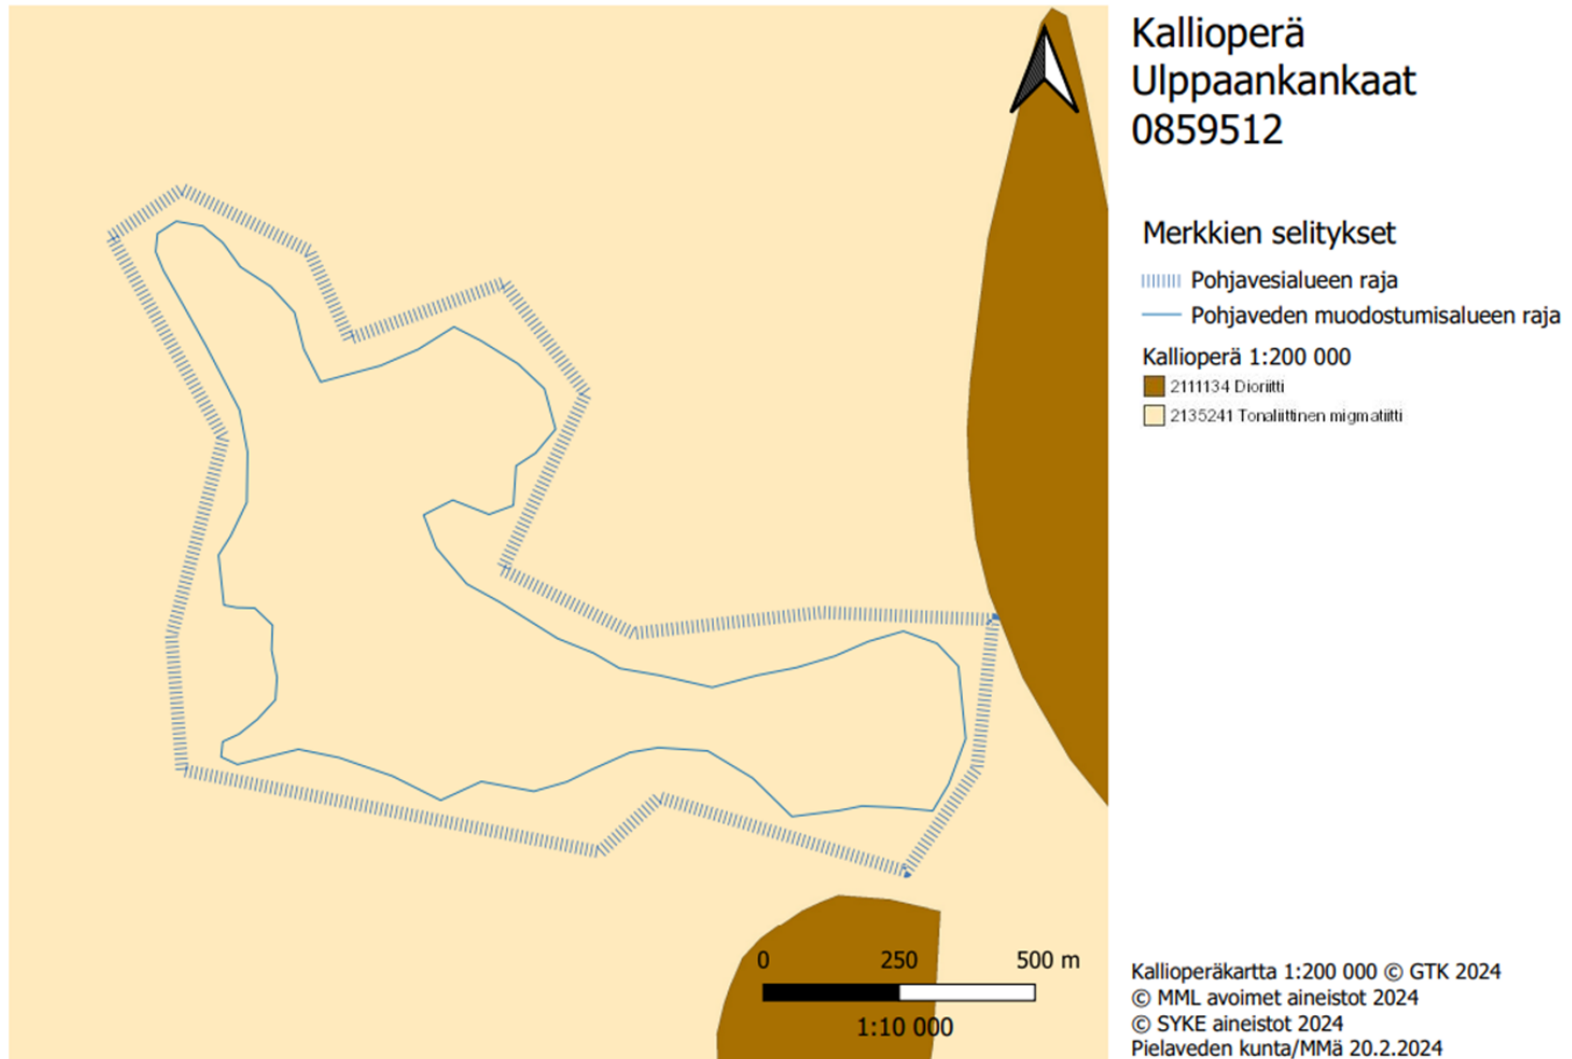 Kallioperä
Ulppaankankaat
0859512
Merkkien selitykset
Pohjavesialueen raja
Pohjaveden muodostumisalueen raja
Kallioperä 1:200 000
2111134 Dioriitti
2135241 Tonaliittinen migmatiitti
0 250 500 m
1:10 000
Kallioperäkartta 1:200 000 © GTK 2024
© MML avoimet aineistot 2024
© SYKE aineistot 2024
Pielaveden kunta/MMä 20.2.2024